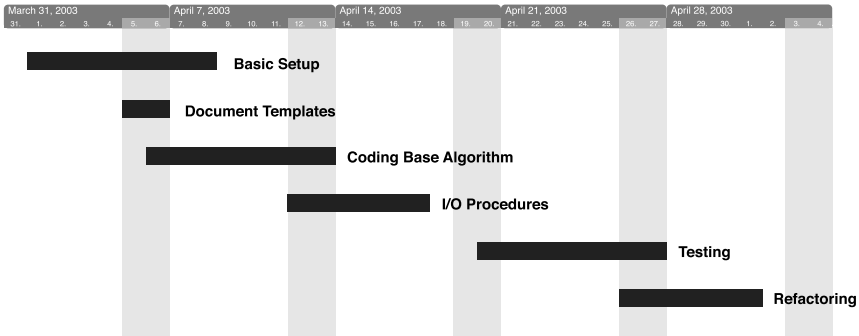 March 31, 2003 April 7, 2003 April 14, 2003 April 21, 2003 April 28, 2003
31. 1. 2. 3. 4. 5. 6. 7. 8. 9. 10. 11. 12. 13. 14. 15. 16. 17. 18. 19. 20. 21. 22. 23. 24. 25. 26. 27. 28. 29. 30. 1. 2. 3. 4.
Basic Setup
Document Templates
Coding Base Algorithm
I/O Procedures
Testing
Refactoring